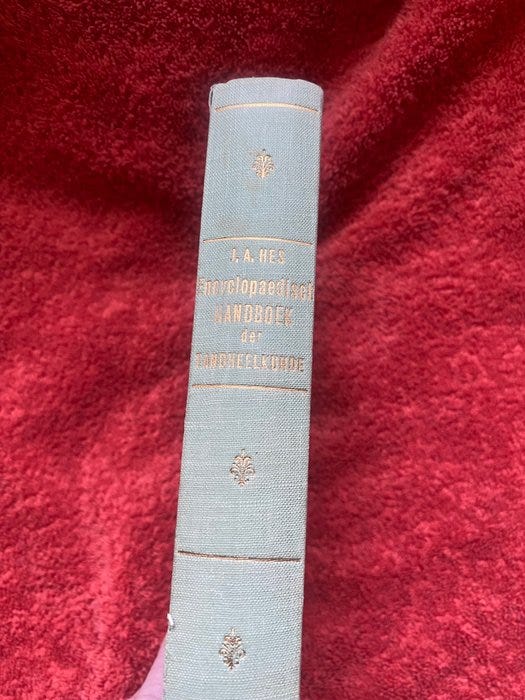 J. A. HES
Encyclopaedisch
HANDBOEK
der
TANDHEELKUNDE